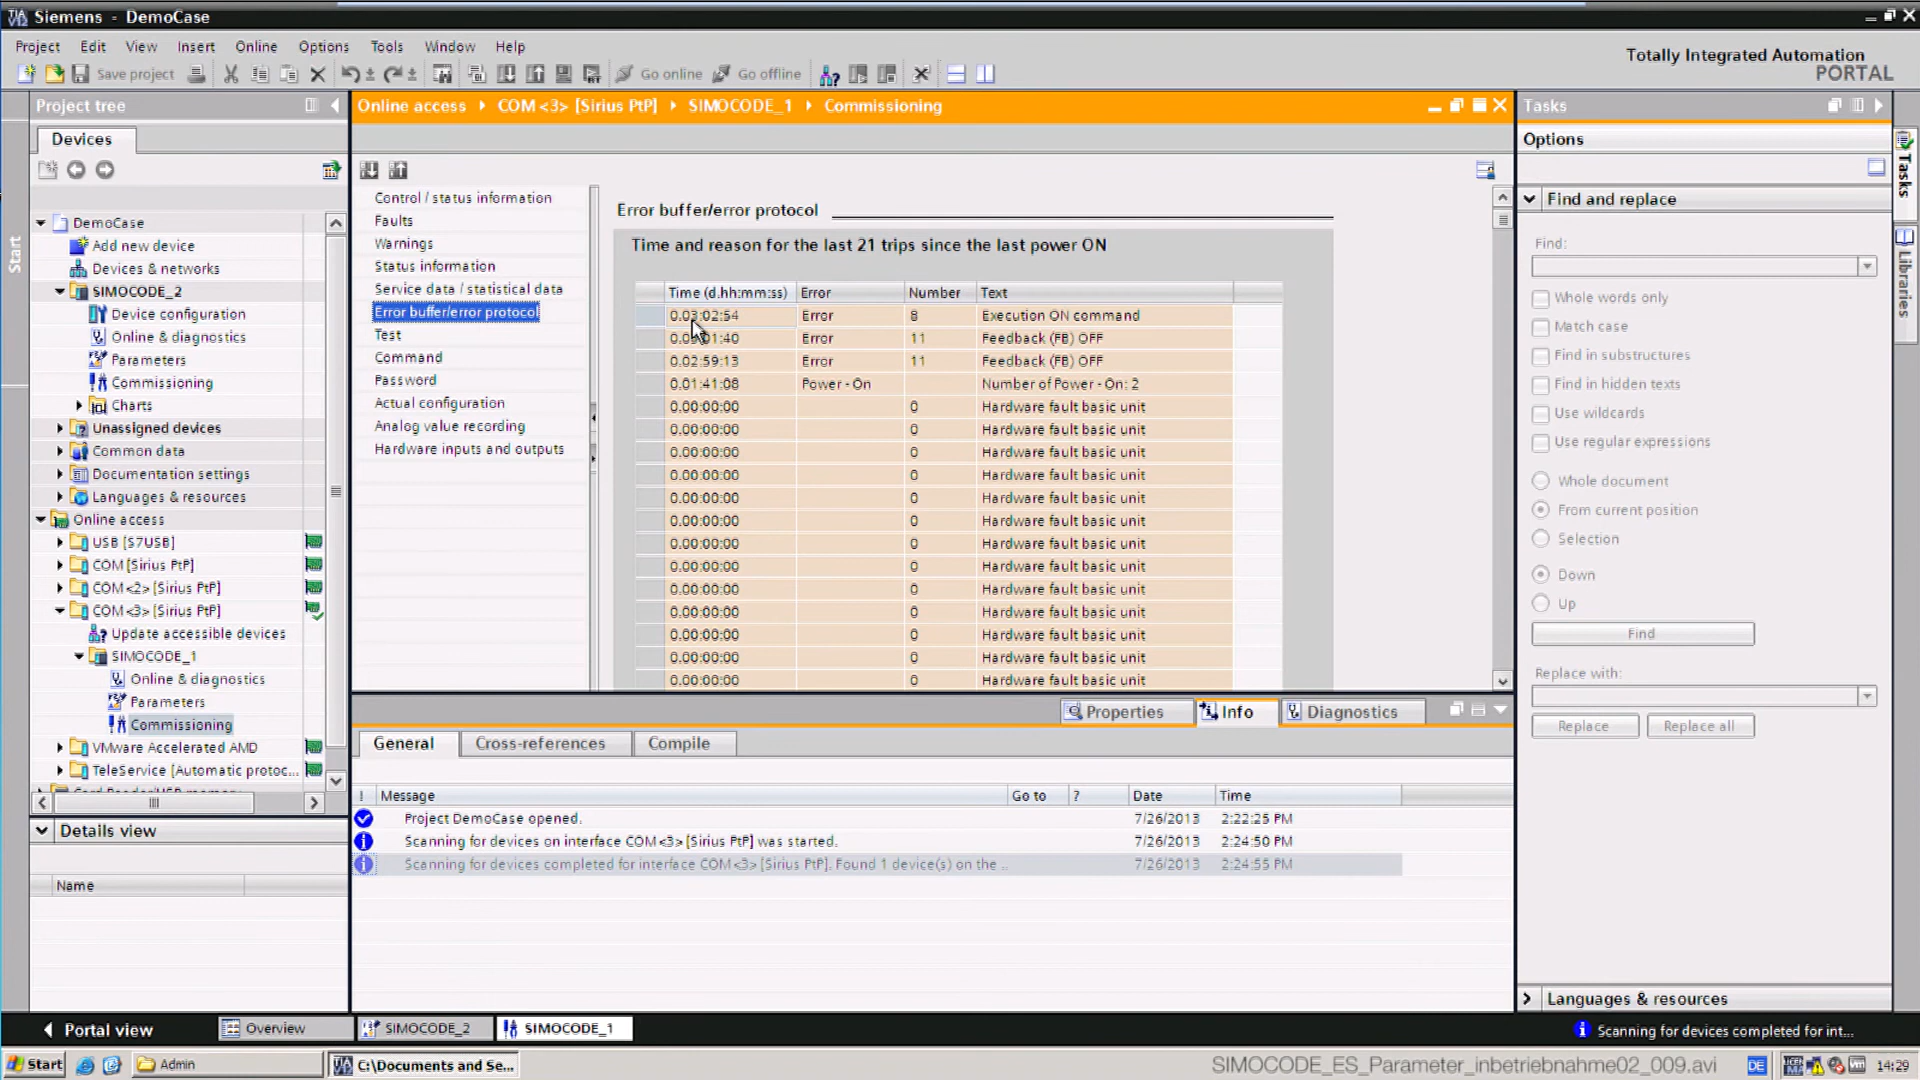 Siemens - DemoCase
Project Edit View Insert Online Options Tools Window Help
Save project
Go online
Go offline
Totally Integrated Automation
PORTAL
Project tree
Devices
Start
DemoCase
Add new device
Devices & networks
SIMOCODE_2
Device configuration
Online & diagnostics
Parameters
Commissioning
Charts
Unassigned devices
Common data
Documentation settings
Languages & resources
Online access
USB [S7USB]
COM [Sirius PtP]
COM <2> [Sirius PtP]
COM <3> [Sirius PtP]
Update accessible devices
SIMOCODE_1
Online & diagnostics
Parameters
Commissioning
VMware Accelerated AMD
TeleService [Automatic protoc...
Details view
Name
Online access COM <3> [Sirius PtP] SIMOCODE_1 Commissioning
Control / status information
Faults
Warnings
Status information
Service data / statistical data
Error buffer/error protocol
Test
Command
Password
Actual configuration
Analog value recording
Hardware inputs and outputs
Error buffer/error protocol
Time and reason for the last 21 trips since the last power ON
Time (d.hh:mm:ss) Error Number Text
0.03:02:54 Error 8 Execution ON command
01:40 Error 11 Feedback (FB) OFF
0.02:59:13 Error 11 Feedback (FB) OFF
0.01:41:08 Power - On Number of Power - On: 2
0.00:00:00 0 Hardware fault basic unit
0.00:00:00 0 Hardware fault basic unit
0.00:00:00 0 Hardware fault basic unit
0.00:00:00 0 Hardware fault basic unit
0.00:00:00 0 Hardware fault basic unit
0.00:00:00 0 Hardware fault basic unit
0.00:00:00 0 Hardware fault basic unit
0.00:00:00 0 Hardware fault basic unit
0.00:00:00 0 Hardware fault basic unit
0.00:00:00 0 Hardware fault basic unit
0.00:00:00 0 Hardware fault basic unit
0.00:00:00 0 Hardware fault basic unit
0.00:00:00 0 Hardware fault basic unit
Properties Info Diagnostics
General Cross-references Compile
! Message Go to ? Date Time
Project DemoCase opened. 7/26/2013 2:22:25 PM
Scanning for devices on interface COM <3> [Sirius PtP] was started. 7/26/2013 2:24:50 PM
Scanning for devices completed for interface COM <3> [Sirius PtP]. Found 1 device(s) on the .. 7/26/2013 2:24:55 PM
Tasks
Options
Find and replace
Find:
Whole words only
Match case
Find in substructures
Find in hidden texts
Use wildcards
Use regular expressions
Whole document
From current position
Selection
Down
Up
Find
Replace with:
Replace Replace all
Languages & resources
Tasks
Libraries
Portal view
Overview
SIMOCODE_2
SIMOCODE_1
Scanning for devices completed for int...
Start
Admin
C:\Documents and Se...
SIMOCODE_ES_Parameter_inbetriebnahme02_009.avi
DE
14:29